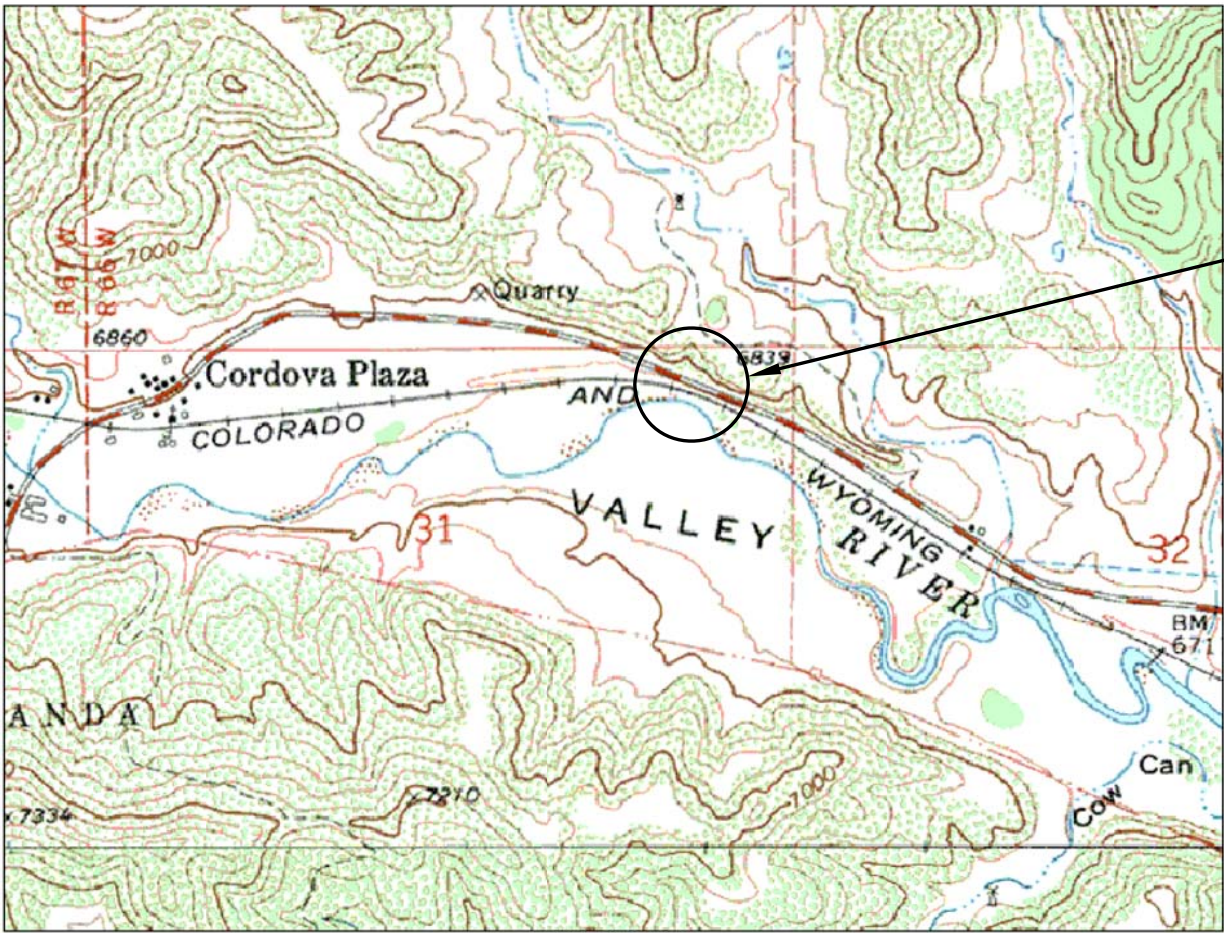 R 67 W
R 66 W
7000
Quarry
6860
6839
Cordova Plaza
COLORADO
AND
WYOMING
VALLEY
RIVER
31
32
BM
671
ANDA
7210
7000
7334
Can
Cow